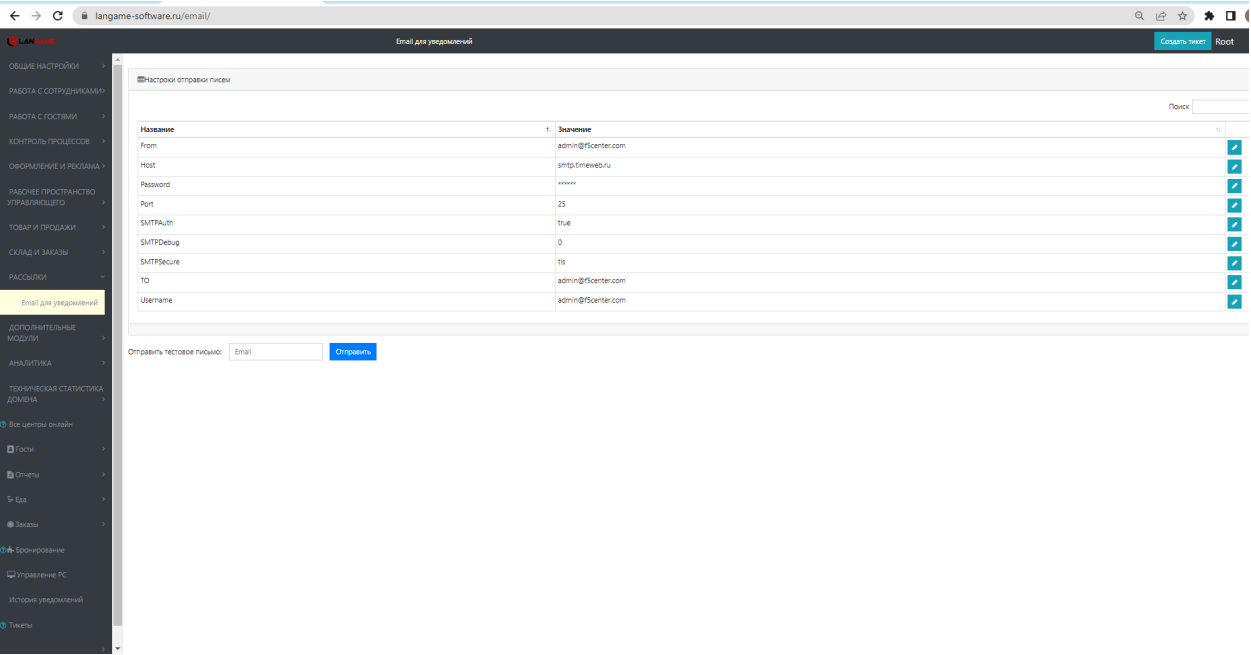 langame-software.ru/email/
LANGAME
Email для уведомлений
Создать тикет
Root
ОБЩИЕ НАСТРОЙКИ
РАБОТА С СОТРУДНИКАМИ
РАБОТА С ГОСТЯМИ
КОНТРОЛЬ ПРОЦЕССОВ
ОФОРМЛЕНИЕ И РЕКЛАМА
РАБОЧЕЕ ПРОСТРАНСТВО
УПРАВЛЯЮЩЕГО
ТОВАР И ПРОДАЖИ
СКЛАД И ЗАКАЗЫ
РАССЫЛКИ
Email для уведомлений
ДОПОЛНИТЕЛЬНЫЕ
МОДУЛИ
АНАЛИТИКА
ТЕХНИЧЕСКАЯ СТАТИСТИКА
ДОМЕНА
Все центры онлайн
Гости
Отчеты
Еда
Заказы
Бронирование
Управление PC
История уведомлений
Тикеты
Настроки отправки писем
Поиск
Название Значение
From admin@f5center.com
Host smtp.timeweb.ru
Password ******
Port 25
SMTPAuth true
SMTPDebug 0
SMTPSecure tls
TO admin@f5center.com
Username admin@f5center.com
Отправить тестовое письмо: Email Отправить